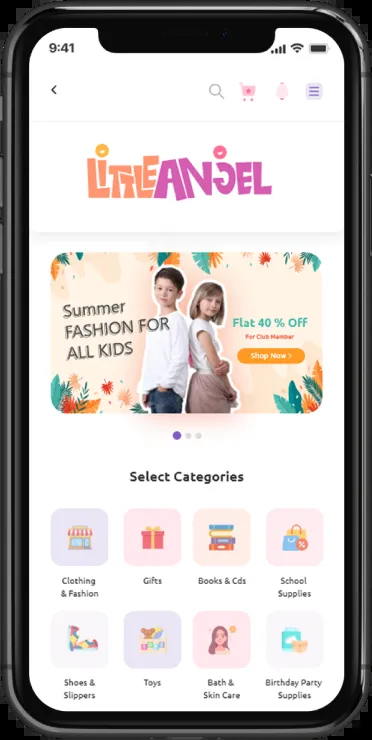 9:41
LiTTLEANGEL
Summer
FASHION FOR
ALL KIDS
Flat 40 % Off
For Club Member
Shop Now >
Select Categories
Clothing
& Fashion
Gifts
Books & Cds
School
Supplies
Shoes &
Slippers
Toys
Bath &
Skin Care
Birthday Party
Supplies